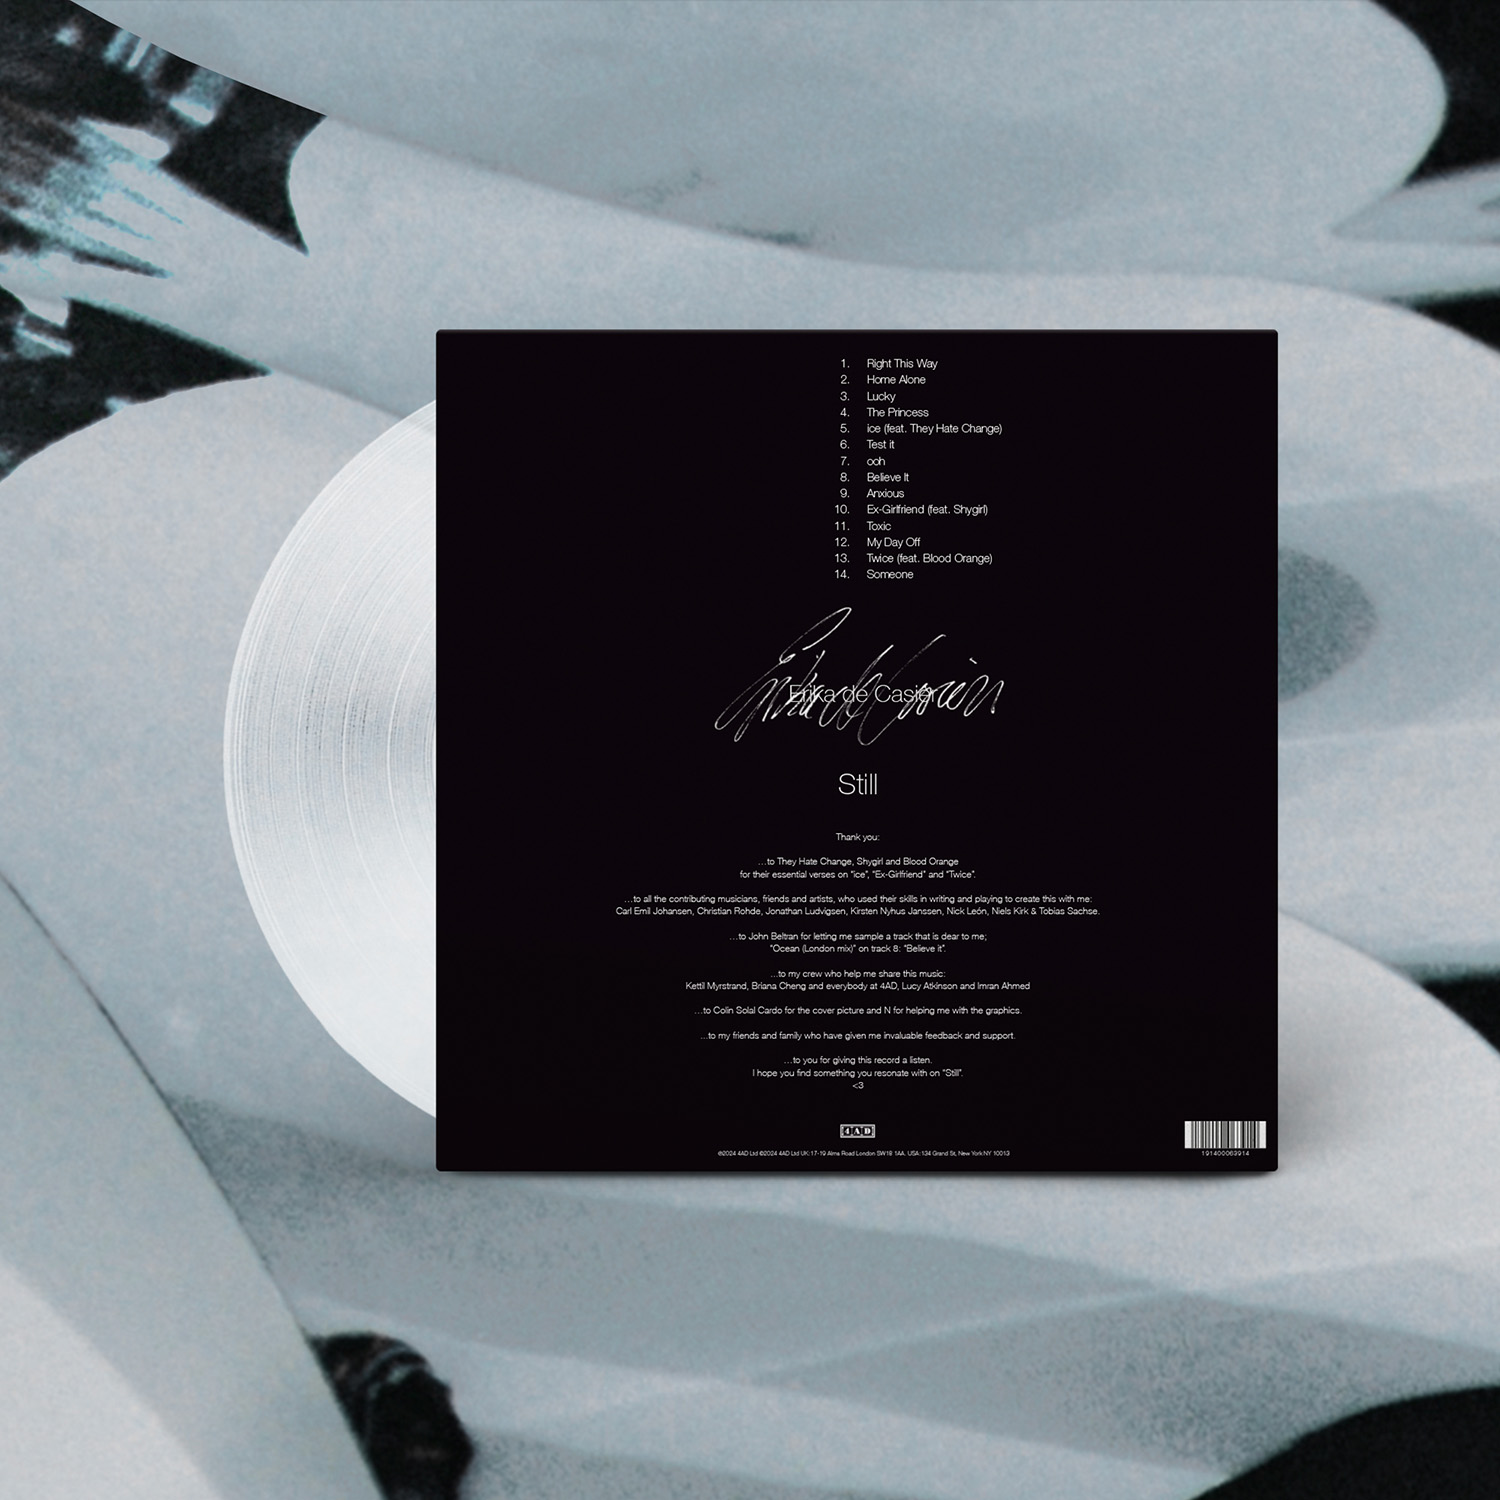 1. Right This Way
2. Home Alone
3. Lucky
4. The Princess
5. ice (feat. They Hate Change)
6. Test it
7. ooh
8. Believe It
9. Anxious
10. Ex-Girlfriend (feat. Shygirl)
11. Toxic
12. My Day Off
13. Twice (feat. Blood Orange)
14. Someone
Erika de Casier
Erika de Casier
Still
Thank you:
…to They Hate Change, Shygirl and Blood Orange
for their essential verses on “ice”, “Ex-Girlfriend” and “Twice”.
…to all the contributing musicians, friends and artists, who used their skills in writing and playing to create this with me:
Carl Emil Johansen, Christian Rohde, Jonathan Ludvigsen, Kirsten Nyhus Janssen, Nick León, Niels Kirk & Tobias Sachse.
…to John Beltran for letting me sample a track that is dear to me;
“Ocean (London mix)” on track 8: “Believe it”.
...to my crew who help me share this music:
Kettil Myrstrand, Briana Cheng and everybody at 4AD, Lucy Atkinson and Imran Ahmed
…to Colin Solal Cardo for the cover picture and N for helping me with the graphics.
…to my friends and family who have given me invaluable feedback and support.
…to you for giving this record a listen.
I hope you find something you resonate with on “Still”.
<3
4AD
℗2024 4AD Ltd ©2024 4AD Ltd UK: 17-19 Alma Road London SW18 1AA. USA: 134 Grand St, New York NY 10013
191400063914